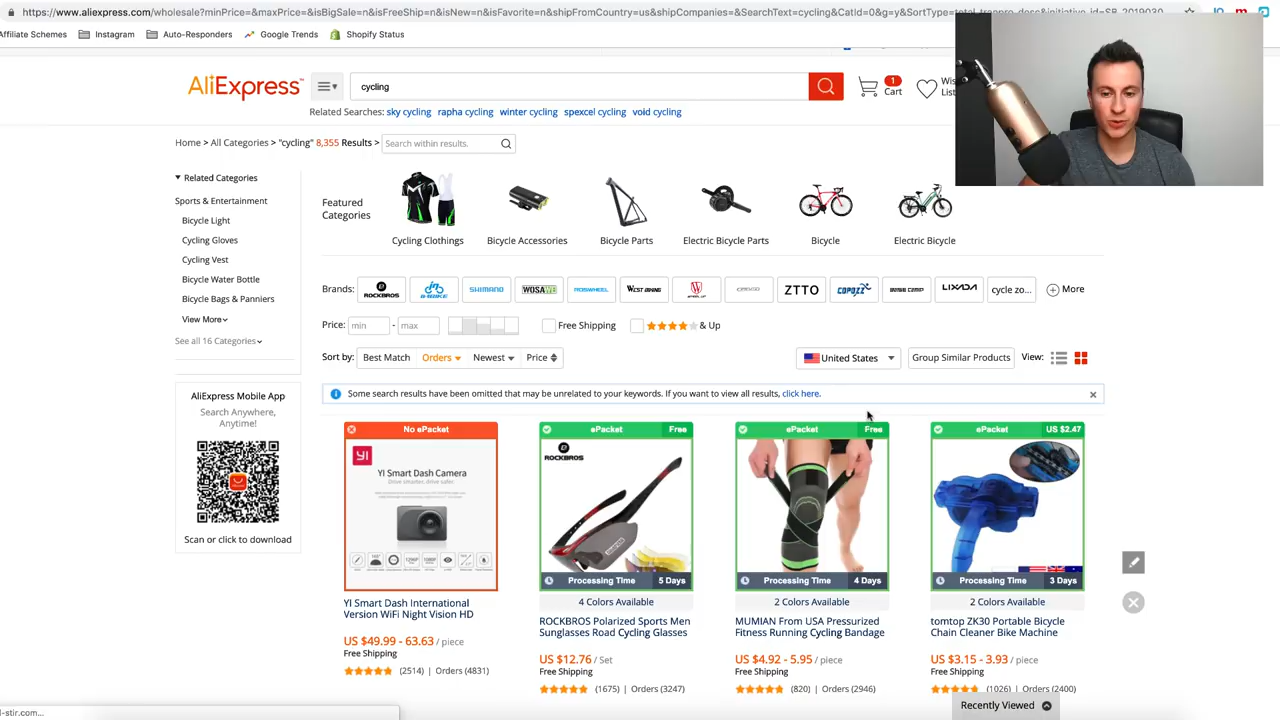 https://www.aliexpress.com/wholesale?minPrice=&maxPrice=&isBigSale=n&isFreeShip=n&isNew=n&isFavorite=n&shipFromCountry=us&shipCompanies=&SearchText=cycling&CatId=0&g=y&SortType=total_tranpro_desc&initiative_id=SB_2019030
Affiliate Schemes Instagram Auto-Responders Google Trends Shopify Status
AliExpress cycling 1 Cart Wis List
Related Searches: sky cycling rapha cycling winter cycling spexcel cycling void cycling
Home > All Categories > "cycling" 8,355 Results > Search within results.
Related Categories
Sports & Entertainment
Bicycle Light
Cycling Gloves
Cycling Vest
Bicycle Water Bottle
Bicycle Bags & Panniers
View More
See all 16 Categories
AliExpress Mobile App
Search Anywhere,
Anytime!
Scan or click to download
Featured
Categories
Cycling Clothings Bicycle Accessories Bicycle Parts Electric Bicycle Parts Bicycle Electric Bicycle
Brands: ROCKBROS SHIMANO WOSAWE WEST BIKING ZTTO COPOZZ LIXADA cycle zo... More
Price: min - max Free Shipping & Up
Sort by: Best Match Orders Newest Price United States Group Similar Products View:
Some search results have been omitted that may be unrelated to your keywords. If you want to view all results, click here.
No ePacket
YI
YI Smart Dash Camera
YI Smart Dash International
Version WiFi Night Vision HD
US $49.99 - 63.63 / piece
Free Shipping
(2514) | Orders (4831)
ePacket Free
ROCKBROS
Processing Time 5 Days
4 Colors Available
ROCKBROS Polarized Sports Men
Sunglasses Road Cycling Glasses
US $12.76 / Set
Free Shipping
(1675) | Orders (3247)
ePacket Free
Processing Time 4 Days
2 Colors Available
MUMIAN From USA Pressurized
Fitness Running Cycling Bandage
US $4.92 - 5.95 / piece
Free Shipping
(820) | Orders (2946)
ePacket US $2.47
Processing Time 3 Days
2 Colors Available
tomtop ZK30 Portable Bicycle
Chain Cleaner Bike Machine
US $3.15 - 3.93 / piece
Free Shipping
(1026) | Orders (2400)
Recently Viewed
l-stir.com...